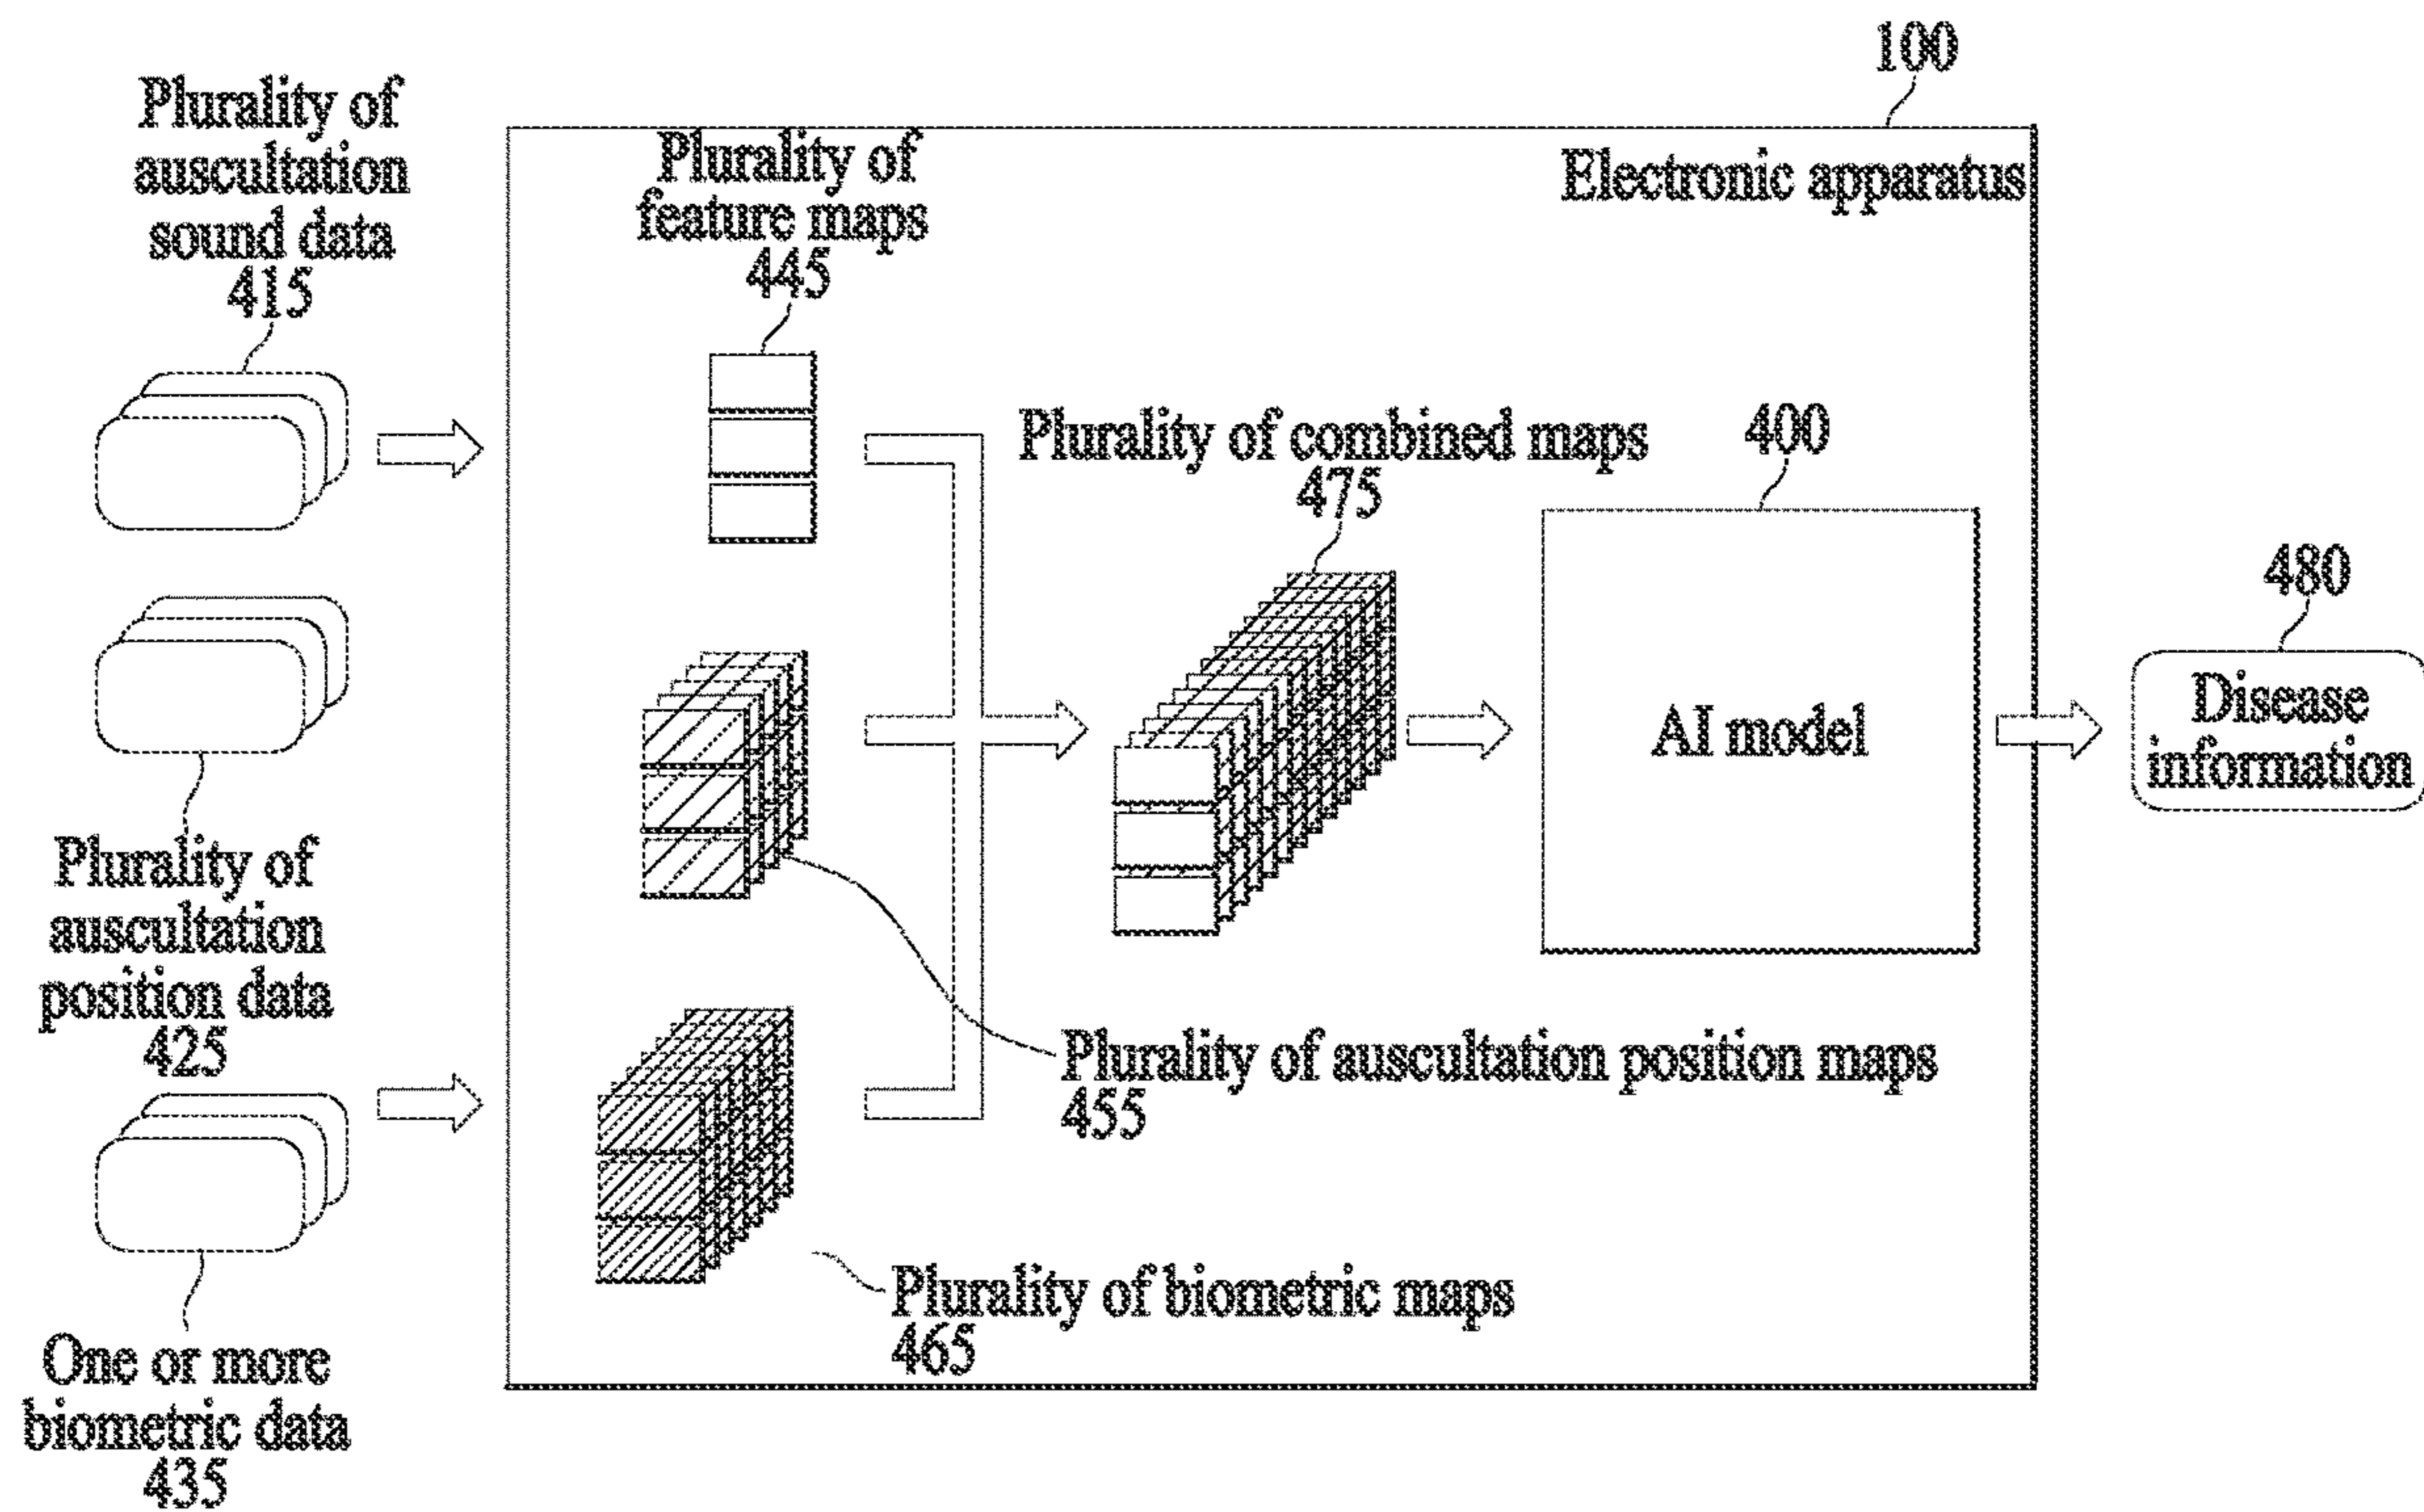 100
Plurality of
auscultation
sound data
415
Plurality of
feature maps
445
Electronic apparatus
Plurality of combined maps
475
400
AI model
480
Disease
information
Plurality of
auscultation
position data
425
Plurality of auscultation position maps
455
Plurality of biometric maps
465
One or more
biometric data
435